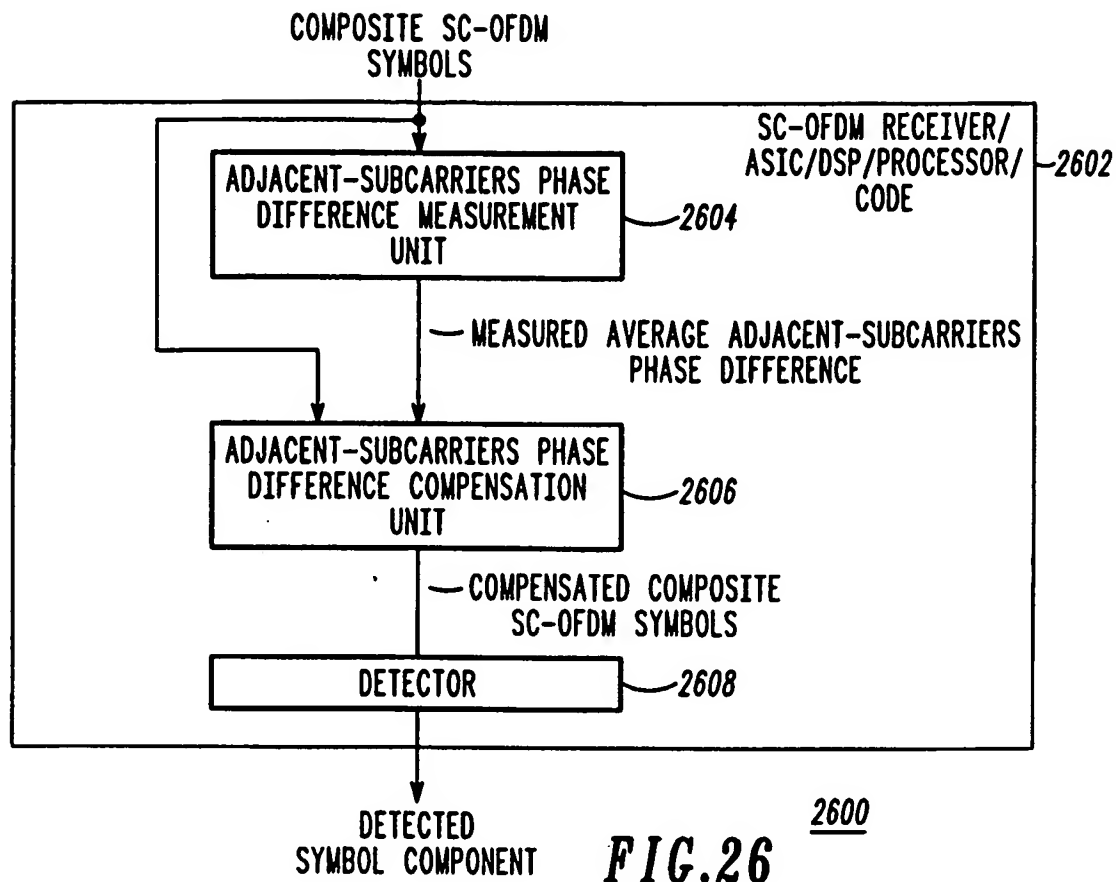 COMPOSITE SC-OFDM
SYMBOLS
SC-OFDM RECEIVER/
ASIC/DSP/PROCESSOR/
CODE
2602
ADJACENT-SUBCARRIERS PHASE
DIFFERENCE MEASUREMENT
UNIT
2604
MEASURED AVERAGE ADJACENT-SUBCARRIERS
PHASE DIFFERENCE
ADJACENT-SUBCARRIERS PHASE
DIFFERENCE COMPENSATION
UNIT
2606
COMPENSATED COMPOSITE
SC-OFDM SYMBOLS
DETECTOR
2608
DETECTED
SYMBOL COMPONENT
2600
FIG.26